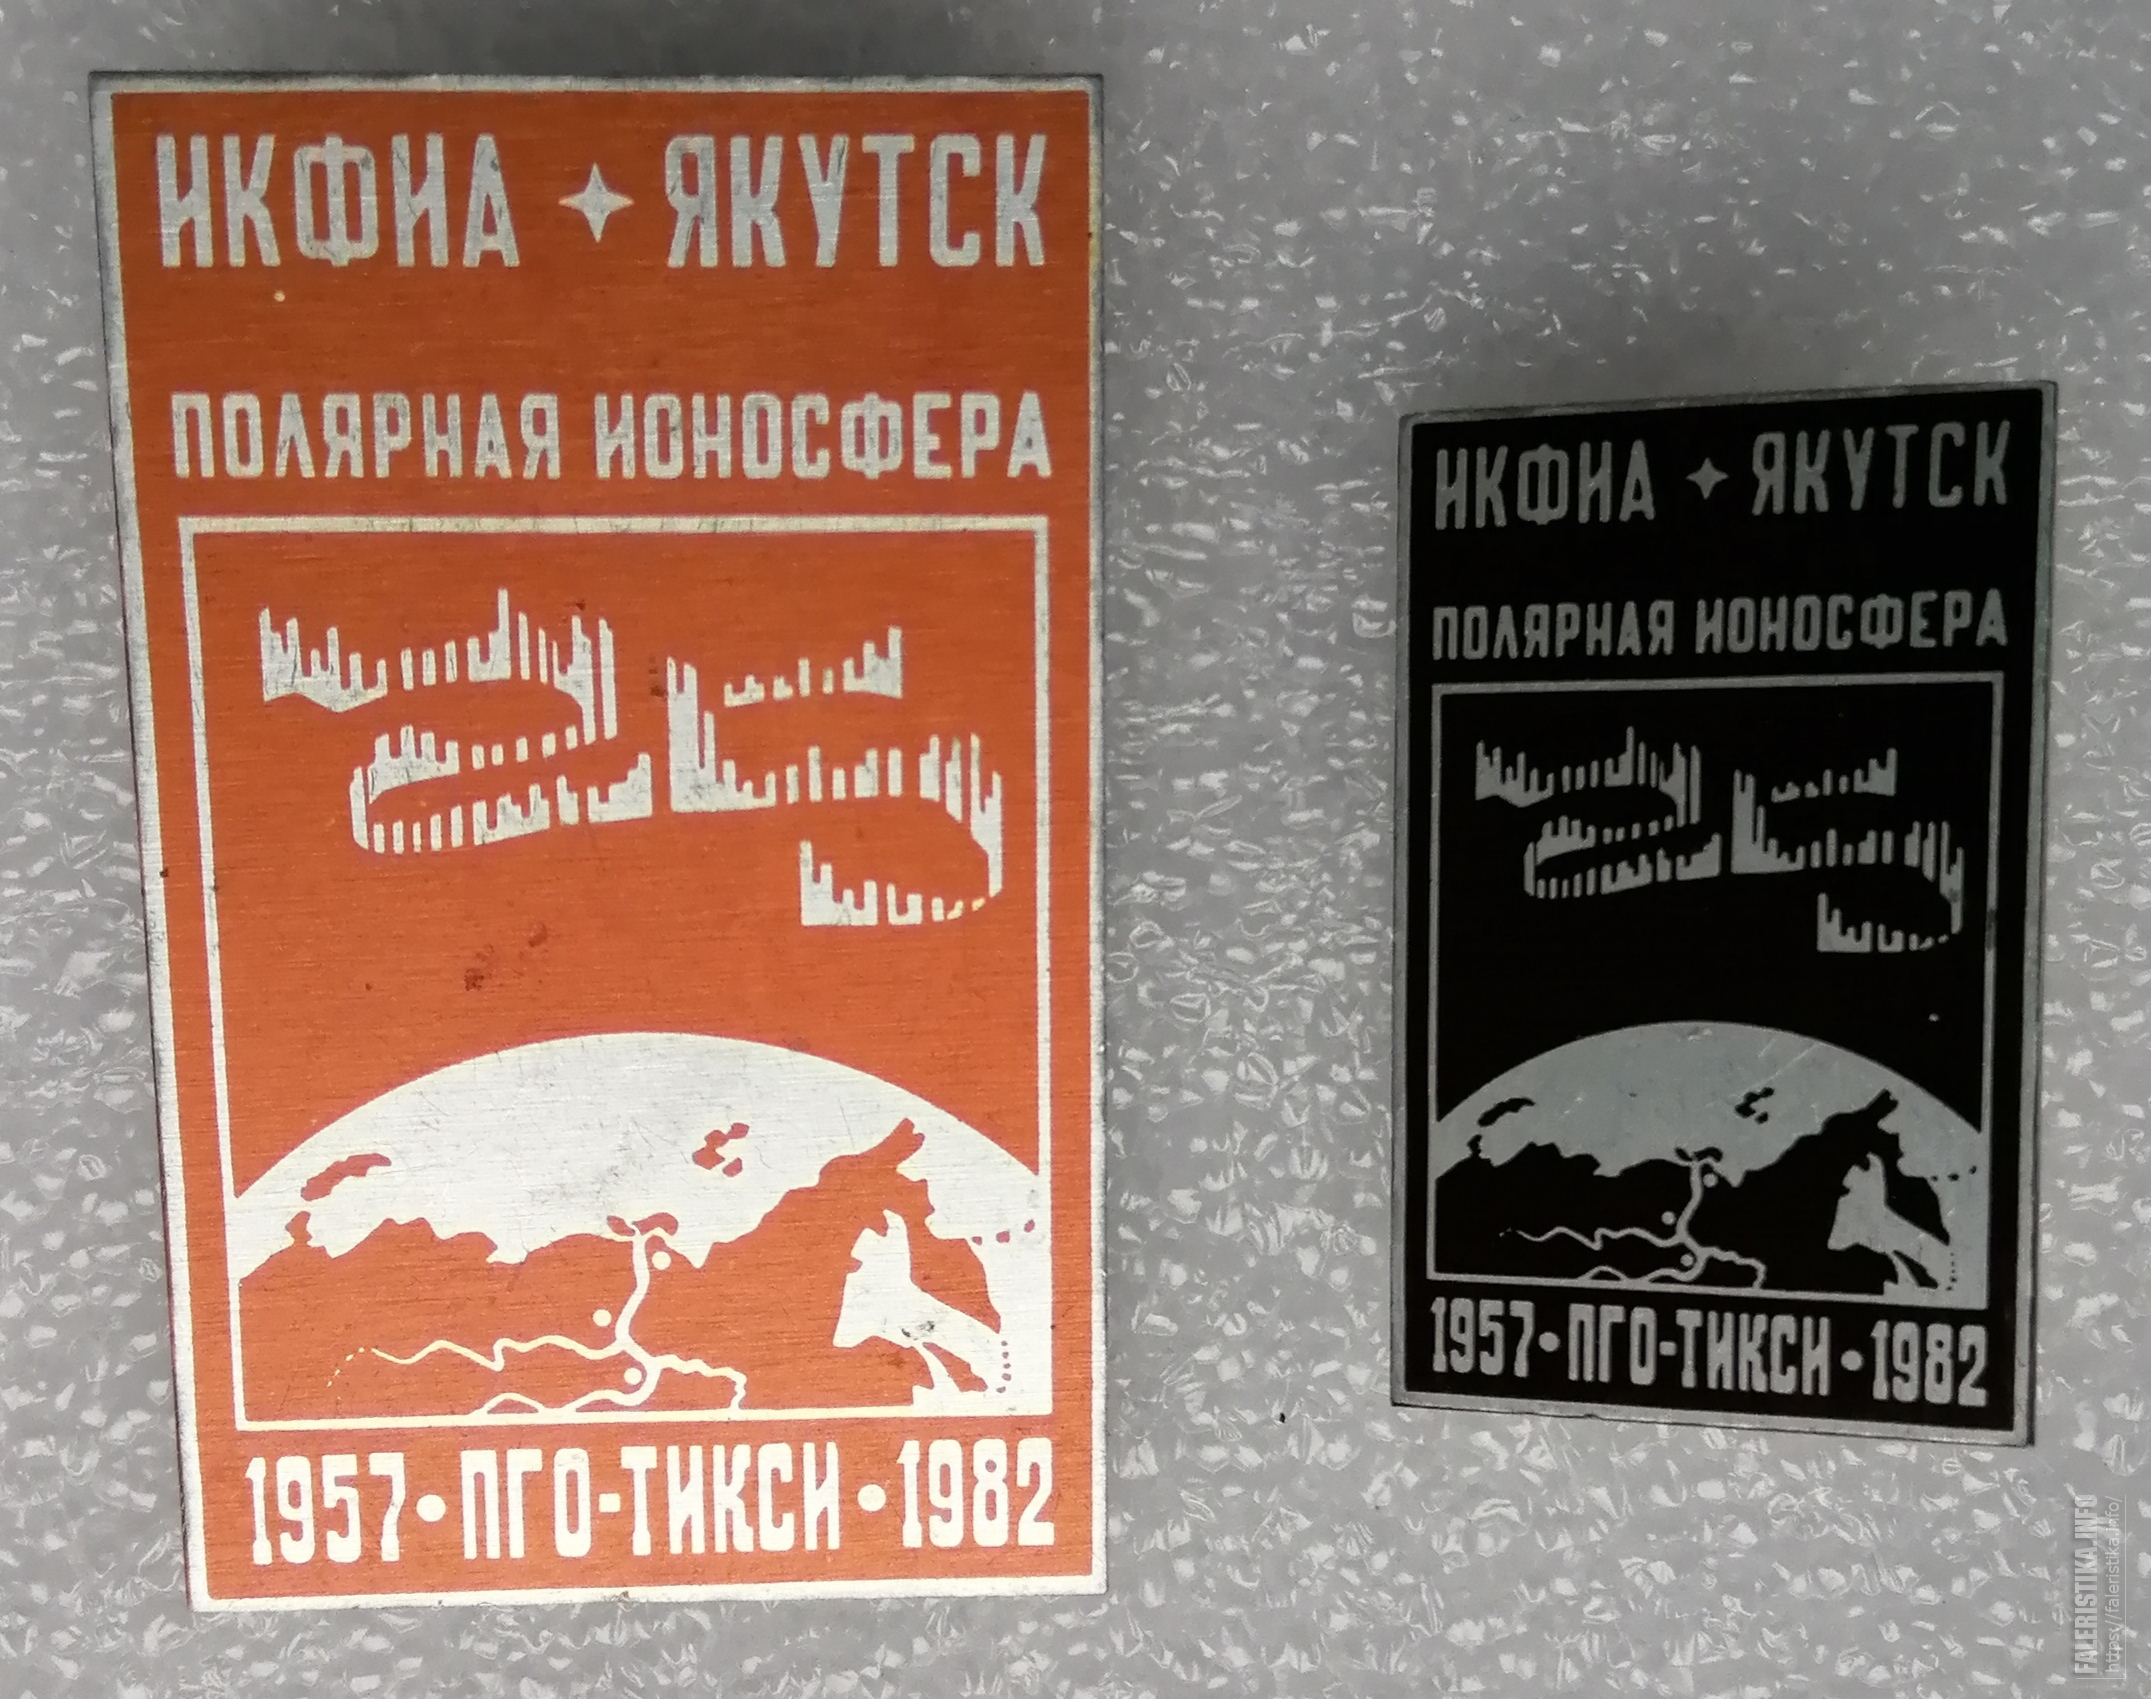 ИКФИА ЯКУТСК
ПОЛЯРНАЯ ИОНОСФЕРА
25
1957 • ПГО-ТИКСИ • 1982
ИКФИА ЯКУТСК
ПОЛЯРНАЯ ИОНОСФЕРА
25
1957 • ПГО-ТИКСИ • 1982
FALERISTIKA.INFO
https://faleristika.info/